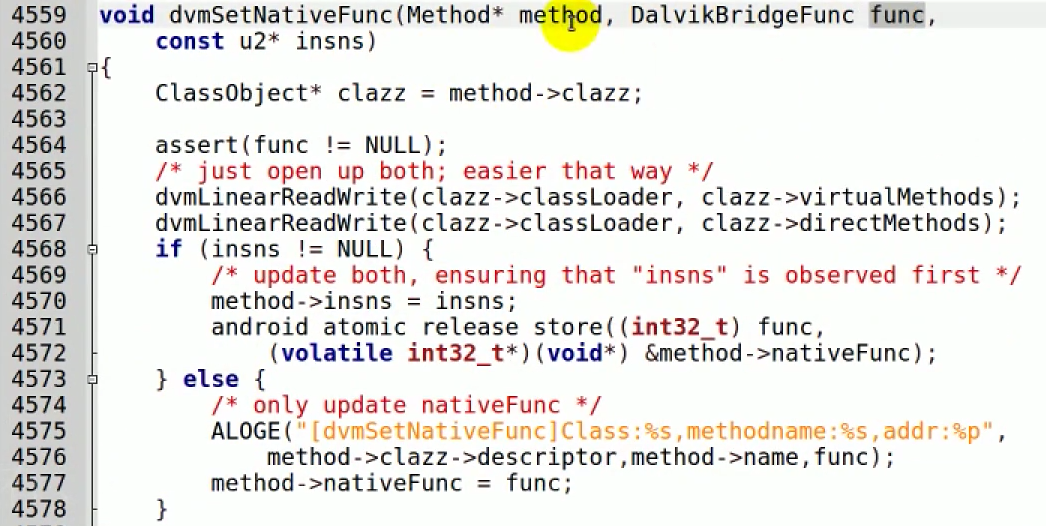 4559 void dvmSetNativeFunc(Method* method, DalvikBridgeFunc func,
4560     const u2* insns)
4561 {
4562     ClassObject* clazz = method->clazz;
4563
4564     assert(func != NULL);
4565     /* just open up both; easier that way */
4566     dvmLinearReadWrite(clazz->classLoader, clazz->virtualMethods);
4567     dvmLinearReadWrite(clazz->classLoader, clazz->directMethods);
4568     if (insns != NULL) {
4569         /* update both, ensuring that "insns" is observed first */
4570         method->insns = insns;
4571         android atomic release store((int32_t) func,
4572             (volatile int32_t*)(void*) &method->nativeFunc);
4573     } else {
4574         /* only update nativeFunc */
4575         ALOGE("[dvmSetNativeFunc]Class:%s,methodname:%s,addr:%p",
4576             method->clazz->descriptor,method->name,func);
4577         method->nativeFunc = func;
4578     }